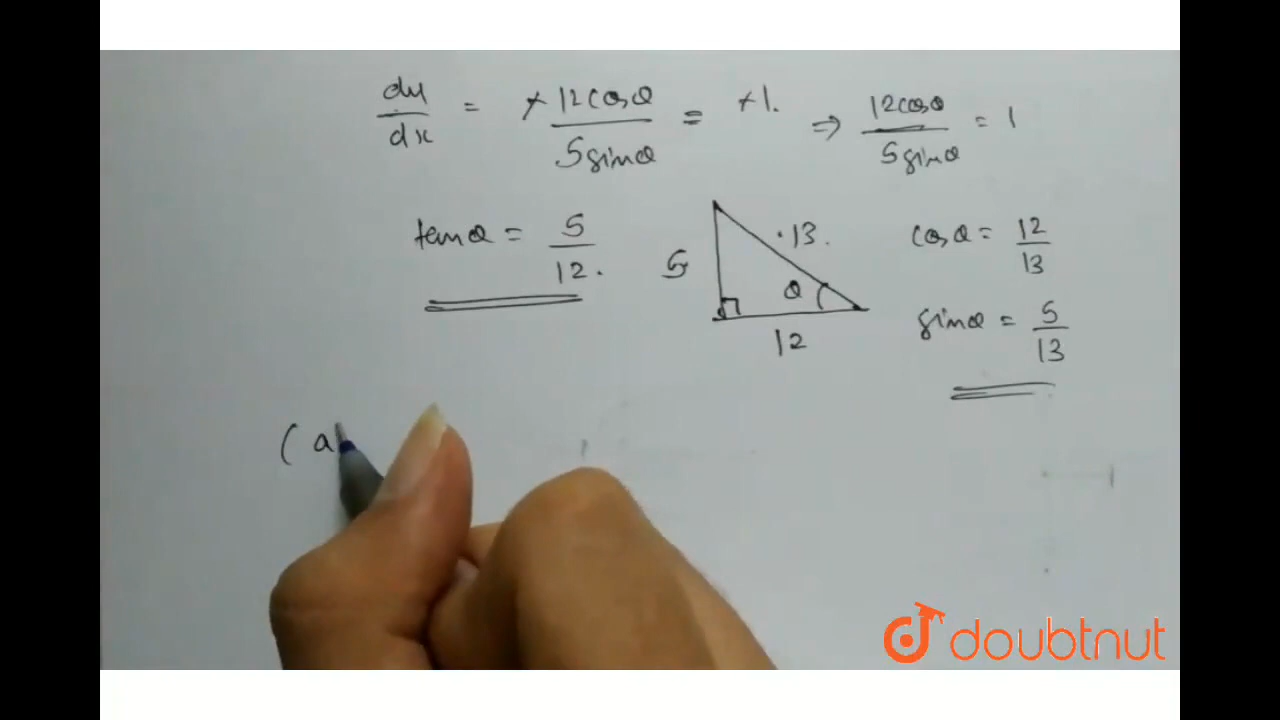 dy/dx = -12cosθ/5sinθ = -1. ⇒ 12cosθ/5sinθ = 1
tanθ = 5/12.
5
13.
θ
12
cosθ = 12/13
sinθ = 5/13
(a
doubtnut